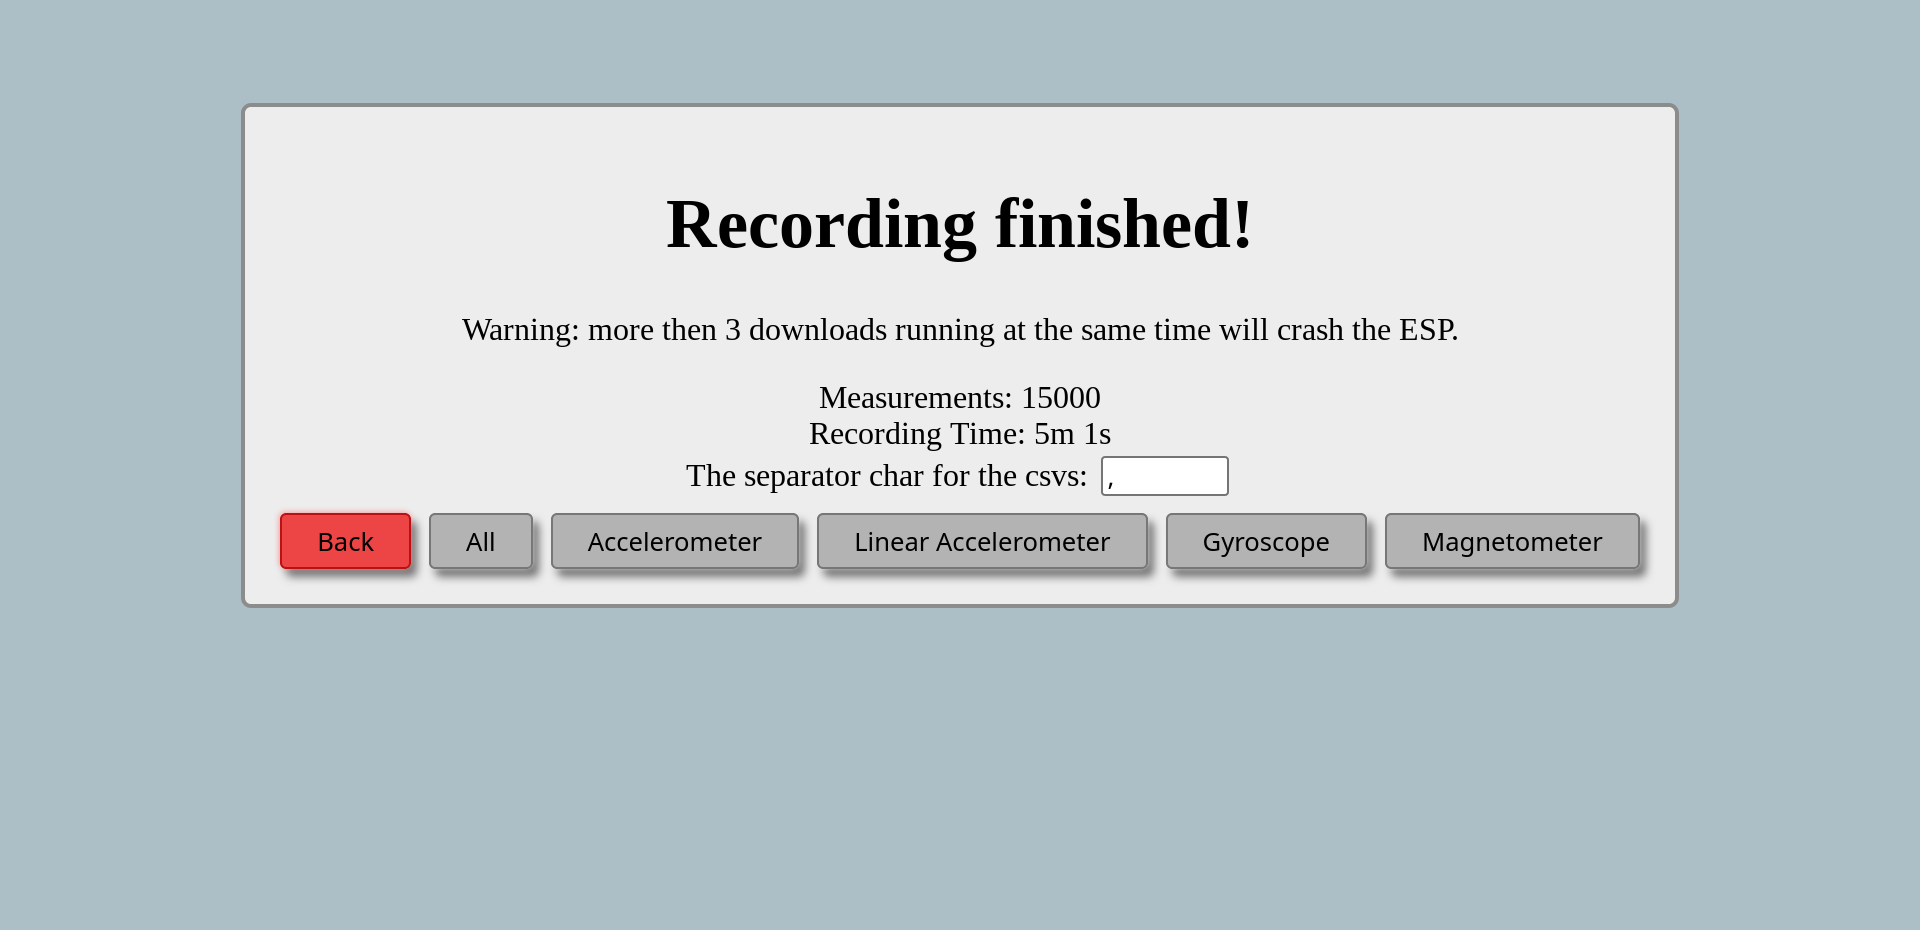 Recording finished!
Warning: more then 3 downloads running at the same time will crash the ESP.
Measurements: 15000
Recording Time: 5m 1s
The separator char for the csvs: ,
Back All Accelerometer Linear Accelerometer Gyroscope Magnetometer